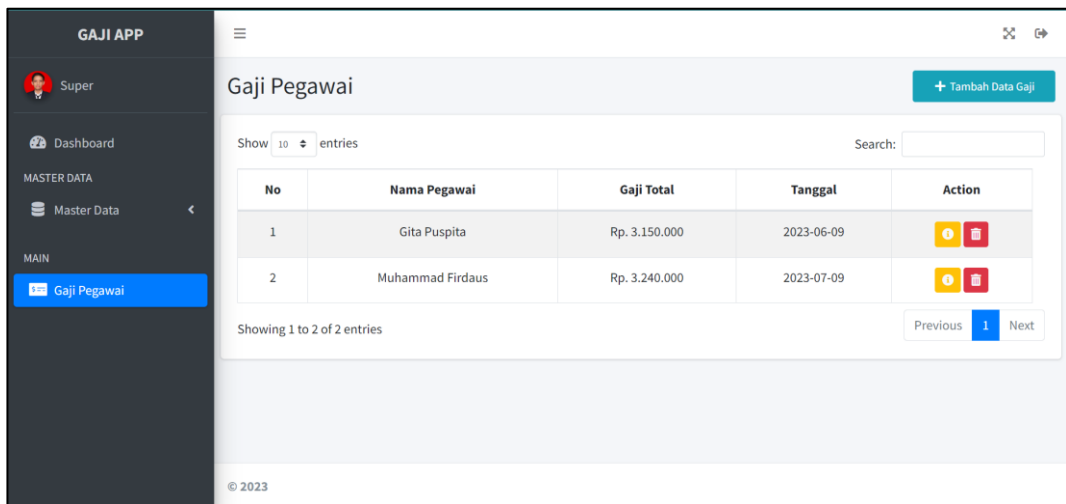 GAJI APP
Super
Dashboard
MASTER DATA
Master Data
MAIN
Gaji Pegawai
Gaji Pegawai
+ Tambah Data Gaji
Show 10 entries
Search:
No Nama Pegawai Gaji Total Tanggal Action
1 Gita Puspita Rp. 3.150.000 2023-06-09
2 Muhammad Firdaus Rp. 3.240.000 2023-07-09
Showing 1 to 2 of 2 entries
Previous 1 Next
© 2023